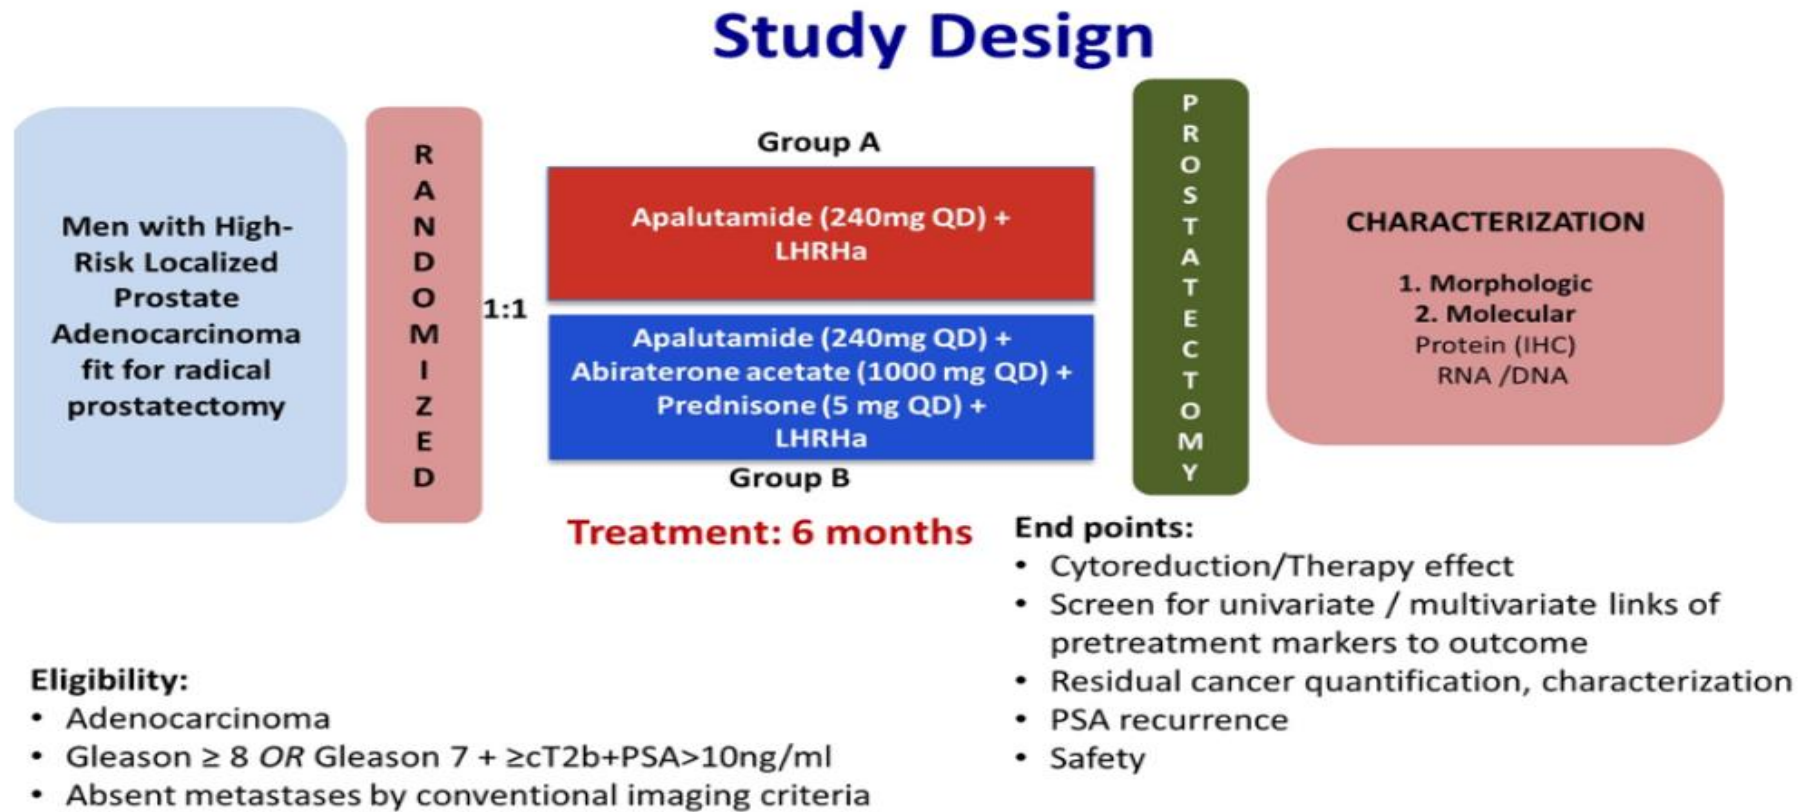 Study Design
Men with High-
Risk Localized
Prostate
Adenocarcinoma
fit for radical
prostatectomy
RANDOMIZED
1:1
Group A
Apalutamide (240mg QD) +
LHRHa
Apalutamide (240mg QD) +
Abiraterone acetate (1000 mg QD) +
Prednisone (5 mg QD) +
LHRHa
Group B
Treatment: 6 months
PROSTATECTOMY
CHARACTERIZATION
1. Morphologic
2. Molecular
Protein (IHC)
RNA /DNA
End points:
• Cytoreduction/Therapy effect
• Screen for univariate / multivariate links of
pretreatment markers to outcome
• Residual cancer quantification, characterization
• PSA recurrence
• Safety
Eligibility:
• Adenocarcinoma
• Gleason ≥ 8 OR Gleason 7 + ≥cT2b+PSA>10ng/ml
• Absent metastases by conventional imaging criteria